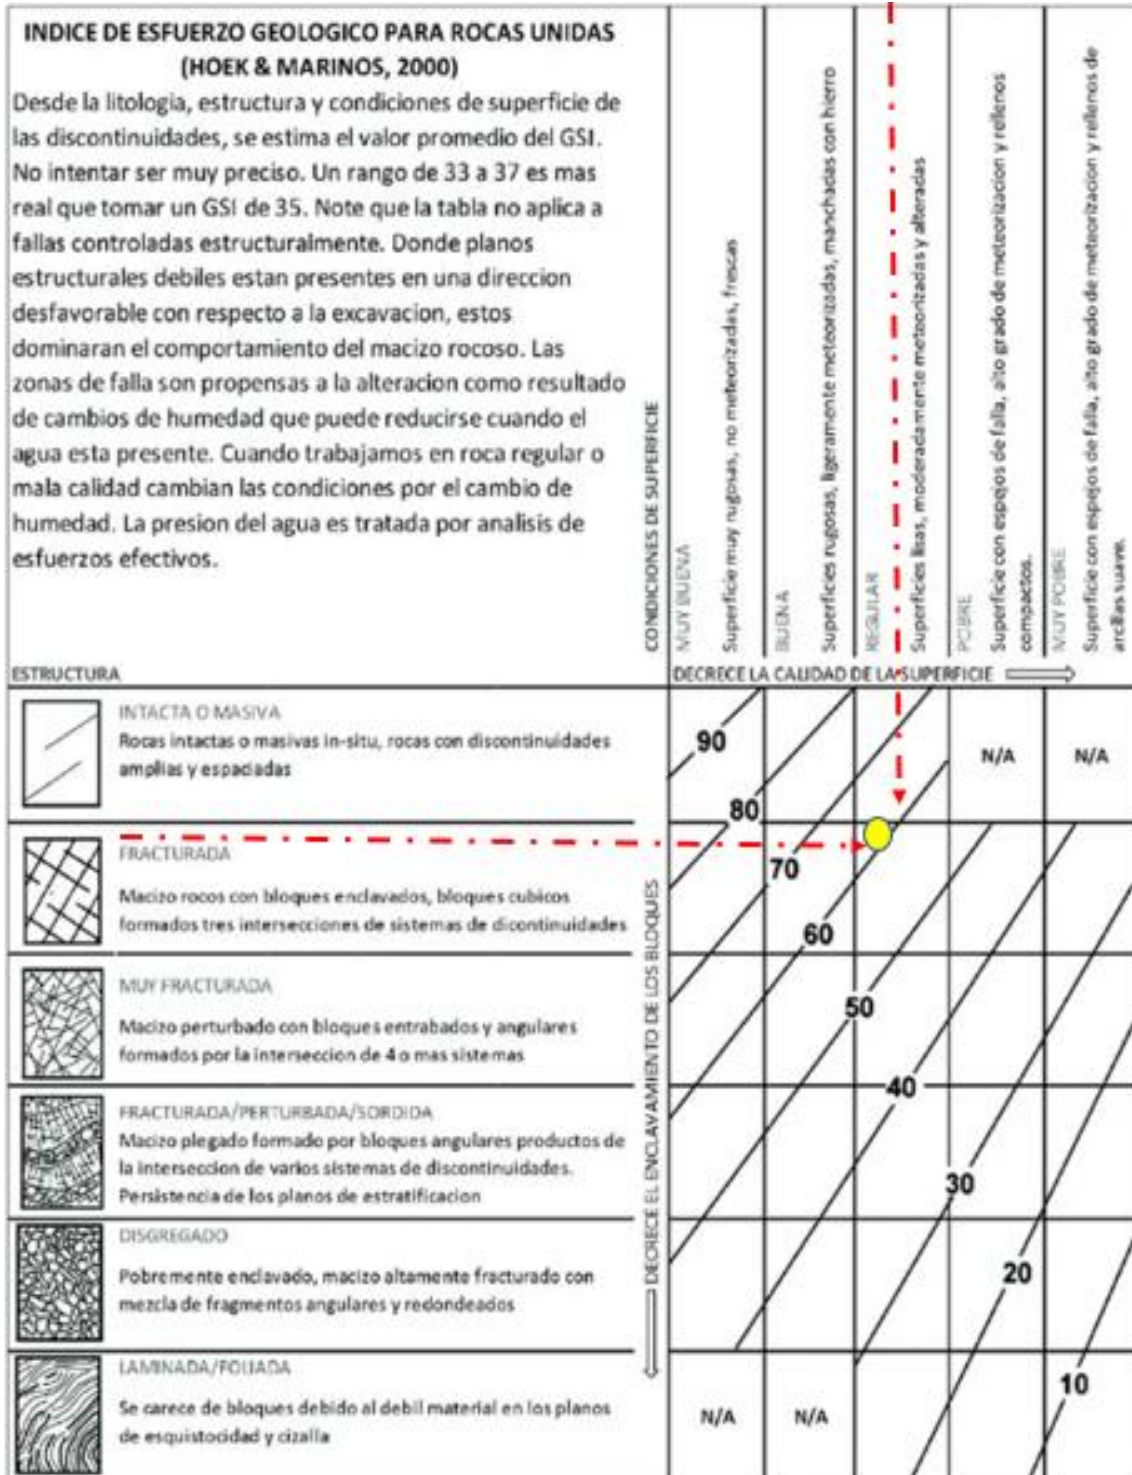 INDICE DE ESFUERZO GEOLOGICO PARA ROCAS UNIDAS
(HOEK & MARINOS, 2000)
Desde la litologia, estructura y condiciones de superficie de
las discontinuidades, se estima el valor promedio del GSI.
No intentar ser muy preciso. Un rango de 33 a 37 es mas
real que tomar un GSI de 35. Note que la tabla no aplica a
fallas controladas estructuralmente. Donde planos
estructurales debiles estan presentes en una direccion
desfavorable con respecto a la excavacion, estos
dominaran el comportamiento del macizo rocoso. Las
zonas de falla son propensas a la alteracion como resultado
de cambios de humedad que puede reducirse cuando el
agua esta presente. Cuando trabajamos en roca regular o
mala calidad cambian las condiciones por el cambio de
humedad. La presion del agua es tratada por analisis de
esfuerzos efectivos.
CONDICIONES DE SUPERFICIE
MUY BUENA
Superficie muy rugosas, no meteorizadas, frescas
BUENA
Superficies rugosas, ligeramente meteorizadas, manchadas con hierro
REGULAR
Superficies lisas, moderadamente meteorizadas y alteradas
POBRE
Superficie con espejos de falla, alto grado de meteorizacion y rellenos
compactos.
MUY POBRE
Superficie con espejos de falla, alto grado de meteorizacion y rellenos de
arcillas suave.
ESTRUCTURA
DECRECE LA CALIDAD DE LA SUPERFICIE
INTACTA O MASIVA
Rocas intactas o masivas in-situ, rocas con discontinuidades
amplias y espaciadas
FRACTURADA
Macizo rocos con bloques enclavados, bloques cubicos
formados tres intersecciones de sistemas de dicontinuidades
MUY FRACTURADA
Macizo perturbado con bloques entrabados y angulares
formados por la interseccion de 4 o mas sistemas
FRACTURADA/PERTURBADA/SORDIDA
Macizo plegado formado por bloques angulares productos de
la interseccion de varios sistemas de discontinuidades.
Persistencia de los planos de estratificacion
DISGREGADO
Pobremente enclavado, macizo altamente fracturado con
mezcla de fragmentos angulares y redondeados
LAMINADA/FOLIADA
Se carece de bloques debido al debil material en los planos
de esquistocidad y cizalla
DECRECE EL ENCLAVAMIENTO DE LOS BLOQUES
90
N/A
N/A
80
70
60
50
40
30
20
10
N/A
N/A